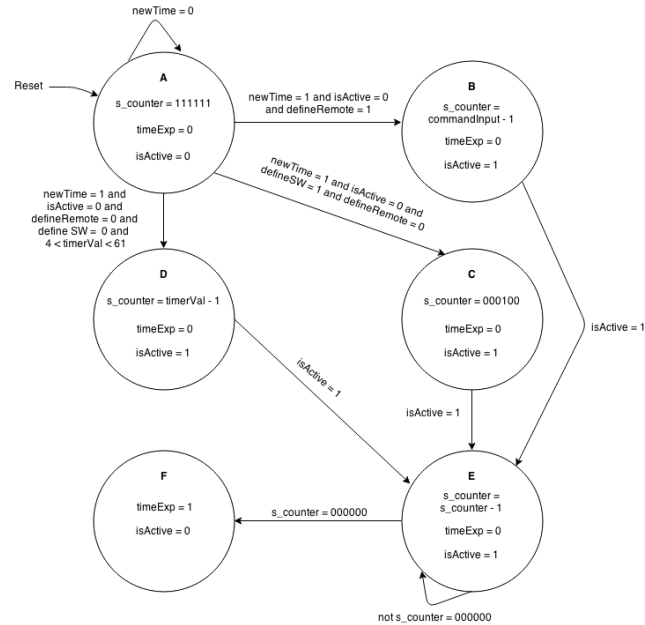 newTime = 0
Reset
A
s_counter = 111111
timeExp = 0
isActive = 0
newTime = 1 and isActive = 0
and defineRemote = 1
B
s_counter =
commandInput - 1
timeExp = 0
isActive = 1
newTime = 1 and isActive = 0 and
defineSW = 1 and defineRemote = 0
newTime = 1 and
isActive = 0 and
defineRemote = 0 and
define SW = 0 and
4 < timerVal < 61
D
s_counter = timerVal - 1
timeExp = 0
isActive = 1
C
s_counter = 000100
timeExp = 0
isActive = 1
isActive = 1
isActive = 1
isActive = 1
F
timeExp = 1
isActive = 0
s_counter = 000000
E
s_counter =
s_counter - 1
timeExp = 0
isActive = 1
not s_counter = 000000